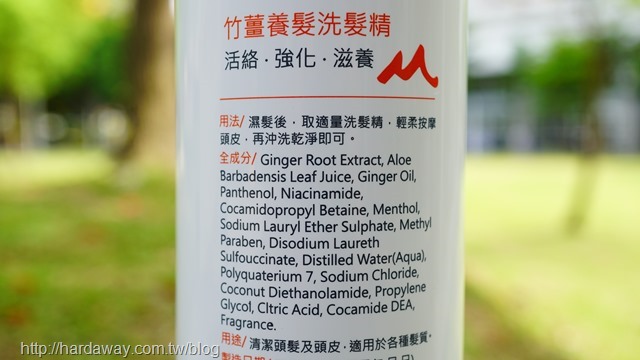 竹薑養髮洗髮精
活絡·強化·滋養
用法/ 濕髮後，取適量洗髮精，輕柔按摩
頭皮，再沖洗乾淨即可。
全成分/ Ginger Root Extract, Aloe
Barbadensis Leaf Juice, Ginger Oil,
Panthenol, Niacinamide,
Cocamidopropyl Betaine, Menthol,
Sodium Lauryl Ether Sulphate, Methyl
Paraben, Disodium Laureth
Sulfouccinate, Distilled Water(Aqua),
Polyquaterium 7, Sodium Chloride,
Coconut Diethanolamide, Propylene
Glycol, CItric Acid, Cocamide DEA,
Fragrance.
用途/ 清潔頭髮及頭皮，適用於各種髮質。
http://hardaway.com.tw/blog